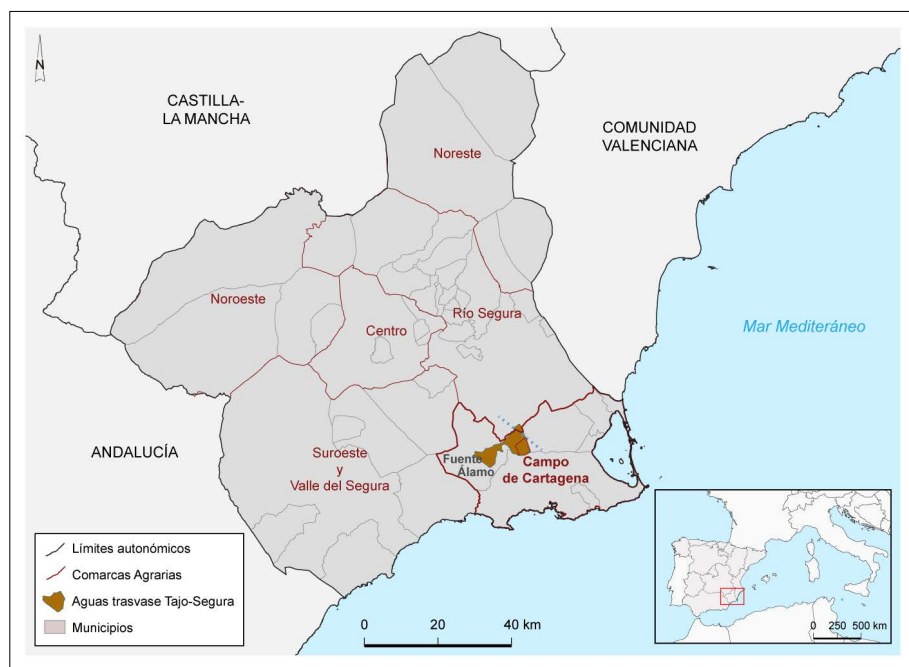 N
CASTILLA-
LA MANCHA
COMUNIDAD
VALENCIANA
Noreste
Noroeste
Centro
Río Segura
Mar Mediteráneo
ANDALUCÍA
Suroeste
y
Valle del Segura
Fuente
Álamo
Campo
de Cartagena
Límites autonómicos
Comarcas Agrarias
Aguas trasvase Tajo-Segura
Municipios
0 20 40 km
0 250 500 km